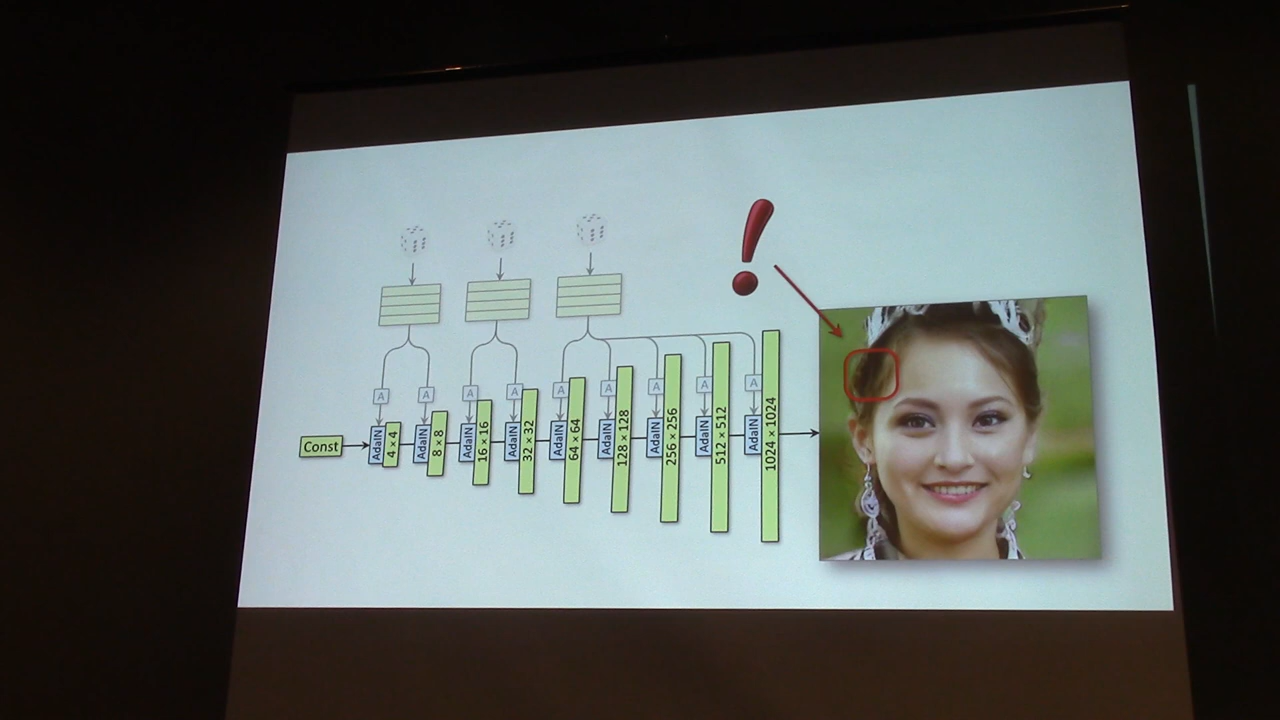 A
A
A
A
A
A
A
A
A
Const
AdaIN
4 × 4
AdaIN
8 × 8
AdaIN
16 × 16
AdaIN
32 × 32
AdaIN
64 × 64
AdaIN
128 × 128
AdaIN
256 × 256
AdaIN
512 × 512
AdaIN
1024 × 1024
!